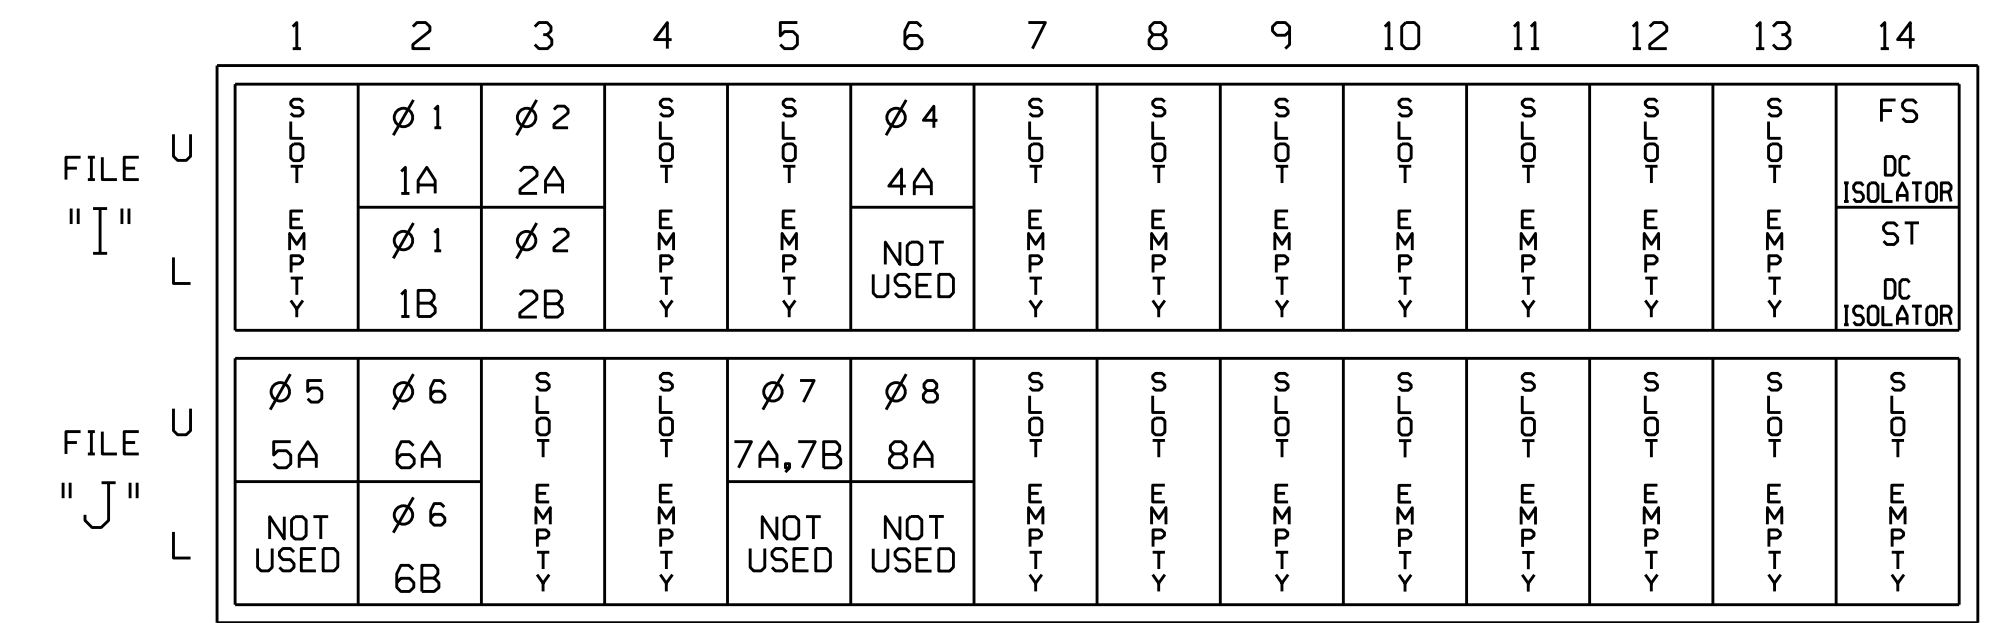 1 2 3 4 5 6 7 8 9 10 11 12 13 14
FILE "I"
U
L
SLOT EMPTY
Ø 1
1A
Ø 1
1B
Ø 2
2A
Ø 2
2B
SLOT EMPTY
SLOT EMPTY
Ø 4
4A
NOT
USED
SLOT EMPTY
SLOT EMPTY
SLOT EMPTY
SLOT EMPTY
SLOT EMPTY
SLOT EMPTY
SLOT EMPTY
FS
DC
ISOLATOR
ST
DC
ISOLATOR
FILE "J"
U
L
Ø 5
5A
NOT
USED
Ø 6
6A
Ø 6
6B
SLOT EMPTY
SLOT EMPTY
Ø 7
7A,7B
NOT
USED
Ø 8
8A
NOT
USED
SLOT EMPTY
SLOT EMPTY
SLOT EMPTY
SLOT EMPTY
SLOT EMPTY
SLOT EMPTY
SLOT EMPTY
SLOT EMPTY